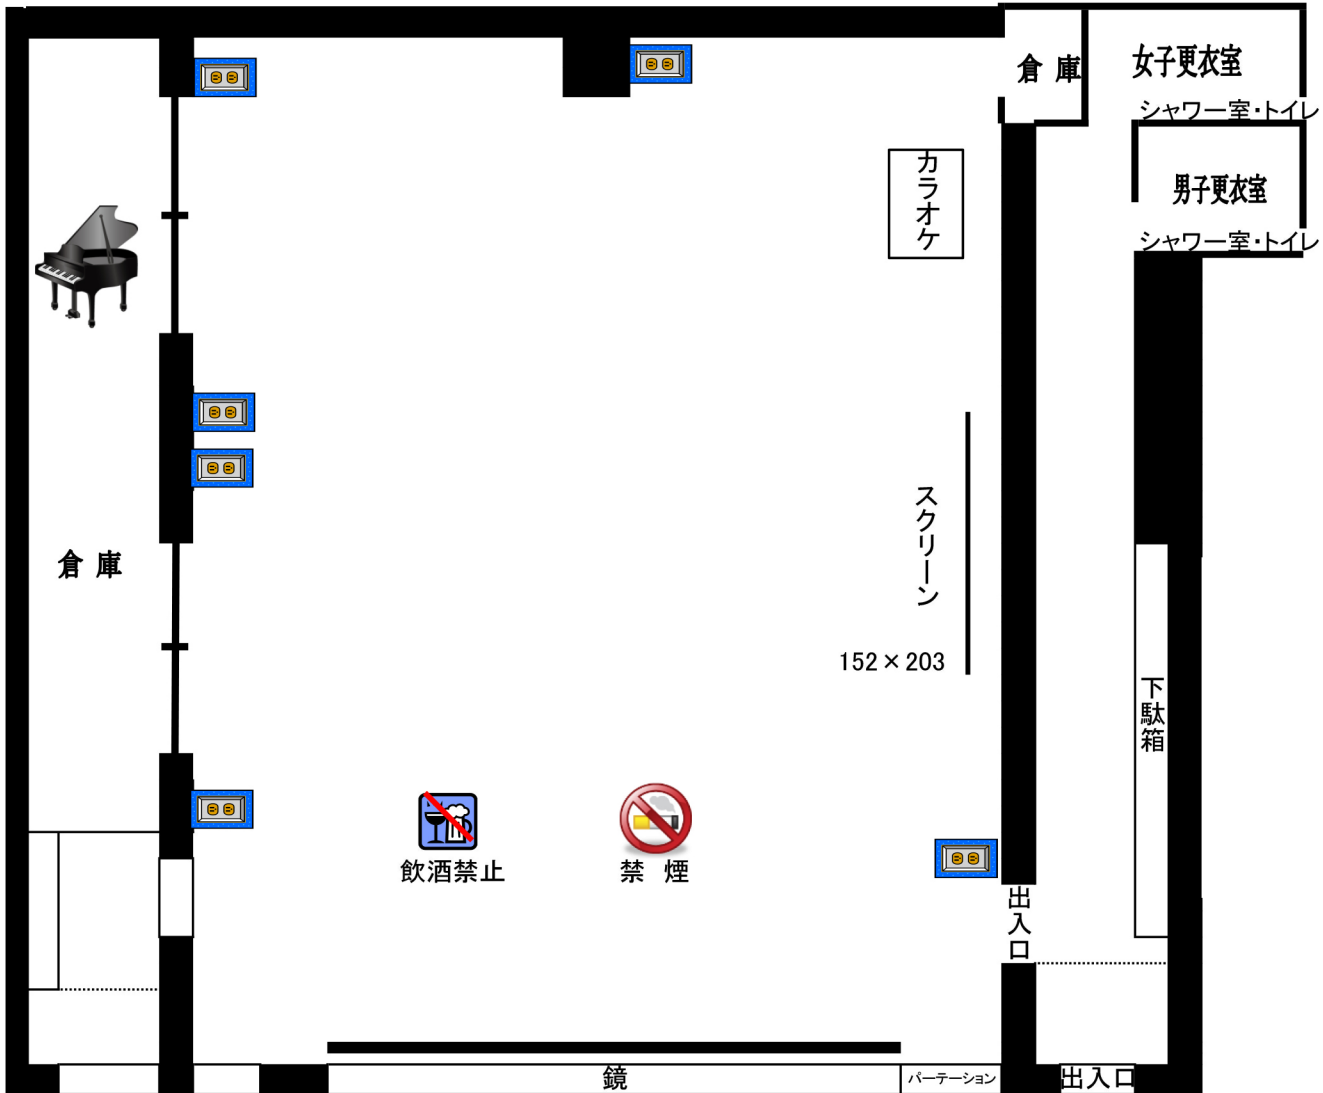 倉 庫
女子更衣室
シャワー室・トイレ
カラオケ
男子更衣室
シャワー室・トイレ
スクリーン
倉 庫
152×203
下駄箱
飲酒禁止
禁 煙
出入口
鏡
パーテーション
出入口